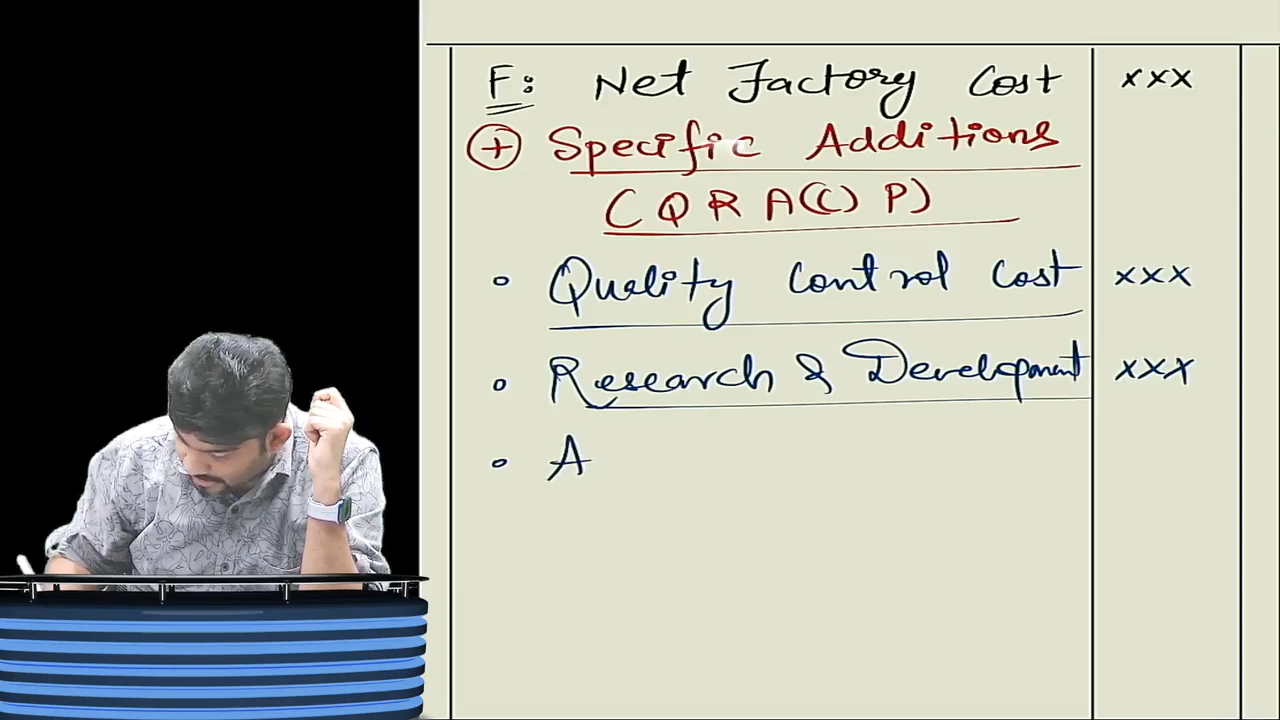 F: Net Factory Cost xxx
+ Specific Additions
(Q R A(C) P)
• Quality Control Cost xxx
• Research & Development xxx
• A